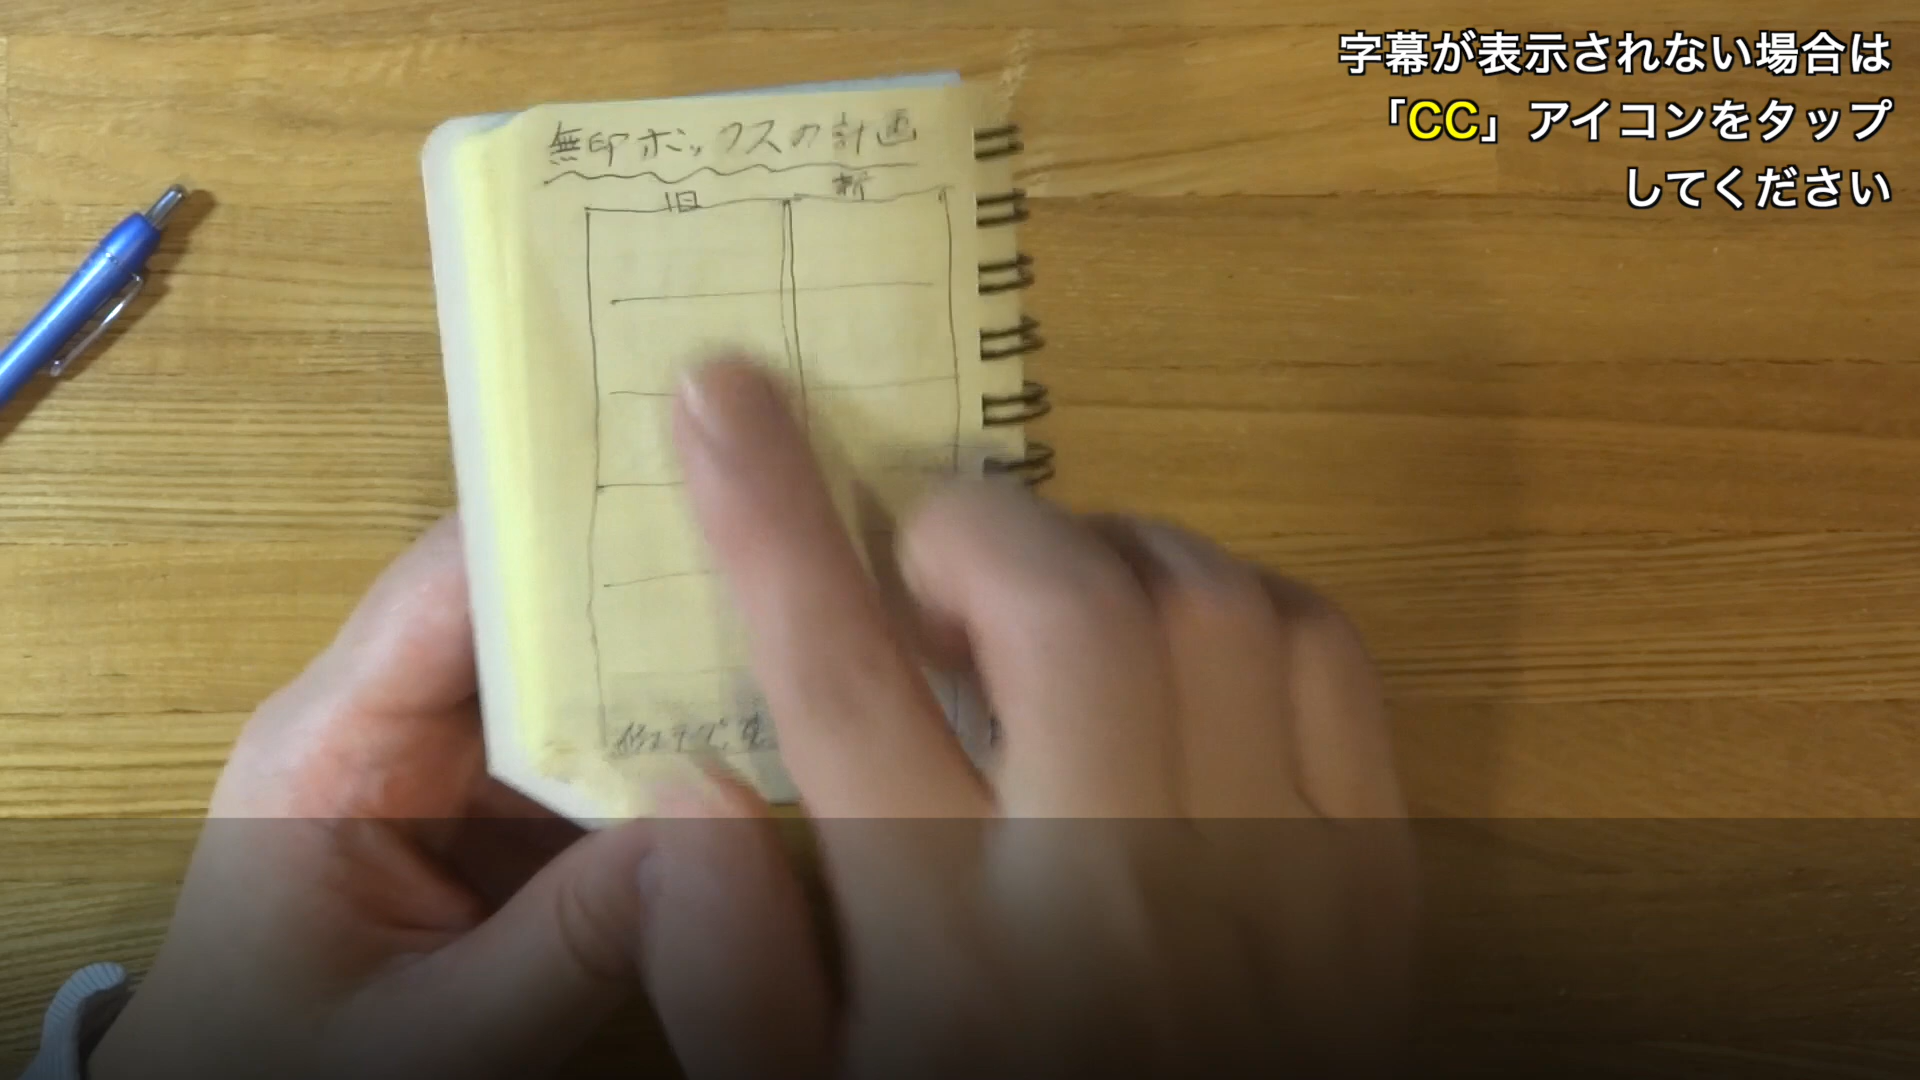 字幕が表示されない場合は
「CC」アイコンをタップ
してください
無印ボックスの計画
旧 新